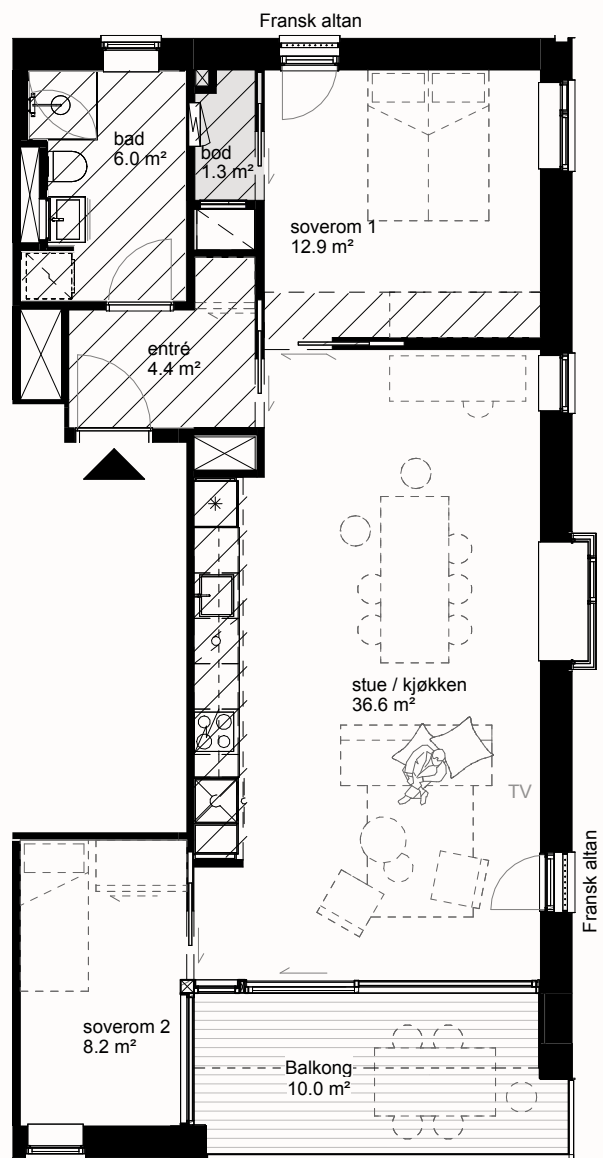 Fransk altan
bad
6.0 m²
bod
1.3 m²
soverom 1
12.9 m²
entré
4.4 m²
stue / kjøkken
36.6 m²
TV
Fransk altan
soverom 2
8.2 m²
Balkong
10.0 m²